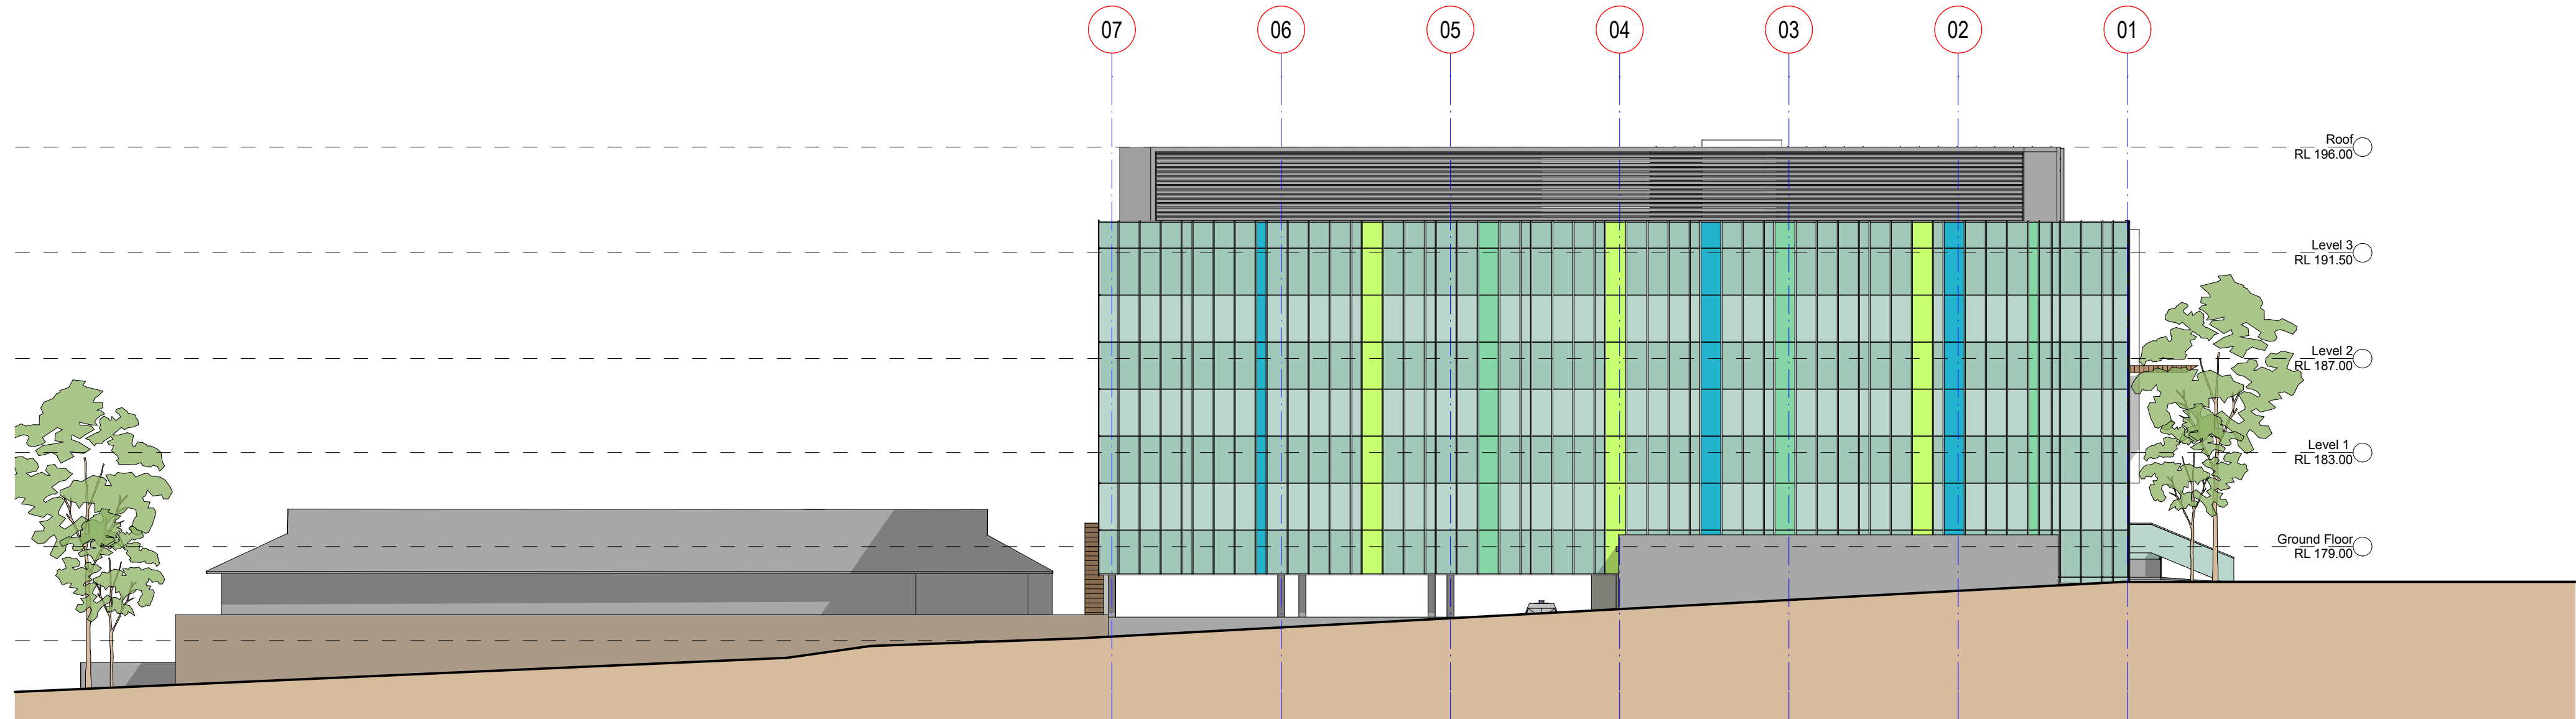 07 06 05 04 03 02 01
Roof
RL 196.00
Level 3
RL 191.50
Level 2
RL 187.00
Level 1
RL 183.00
Ground Floor
RL 179.00